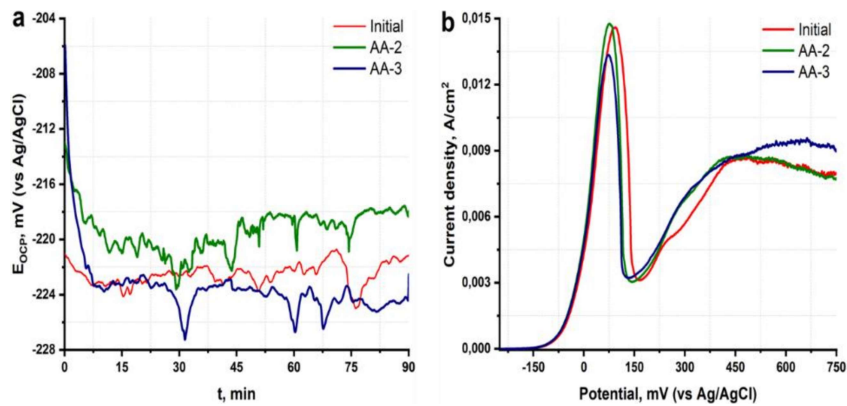 a
-204
-208
-212
-216
-220
-224
-228
E_OCP, mV (vs Ag/AgCl)
Initial
AA-2
AA-3
0
15
30
45
60
75
90
t, min
b
0,015
0,012
0,009
0,006
0,003
0,000
Current density, A/cm²
Initial
AA-2
AA-3
-150
0
150
300
450
600
750
Potential, mV (vs Ag/AgCl)